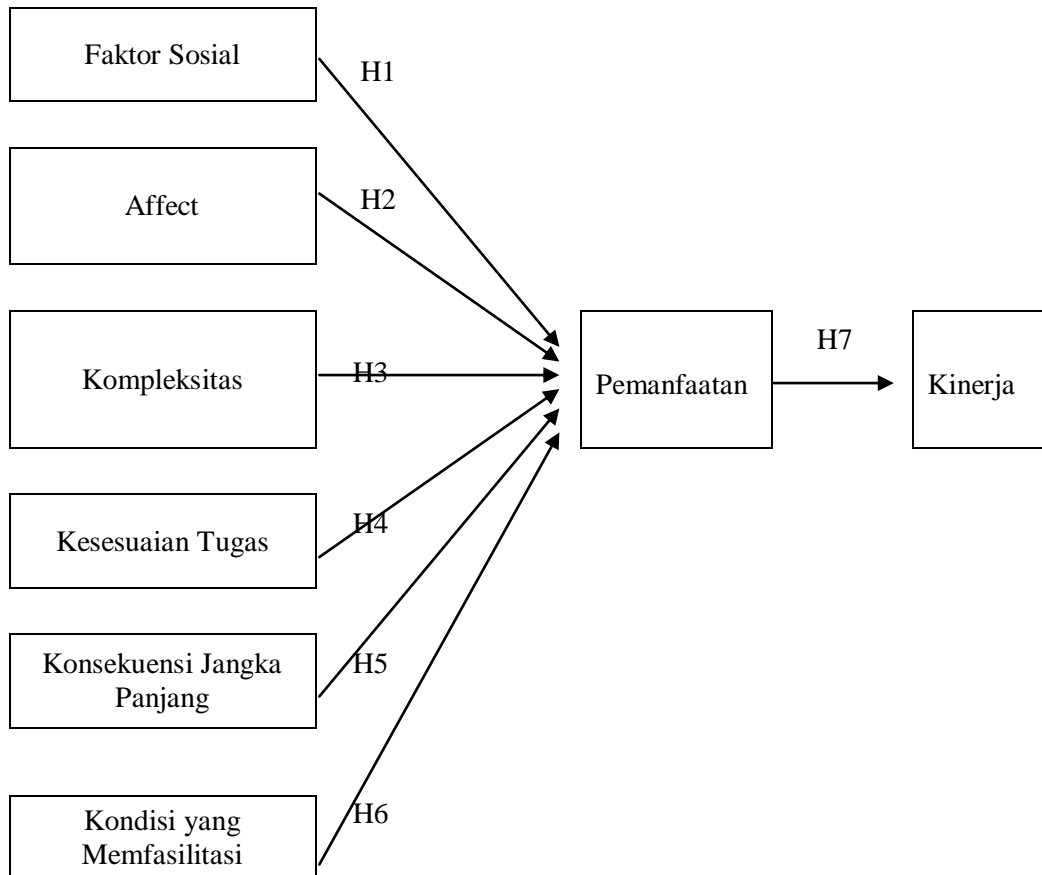 Faktor Sosial
H1
Affect
H2
Kompleksitas
H3
Pemanfaatan
H7
Kinerja
Kesesuaian Tugas
H4
Konsekuensi Jangka
Panjang
H5
Kondisi yang
Memfasilitasi
H6